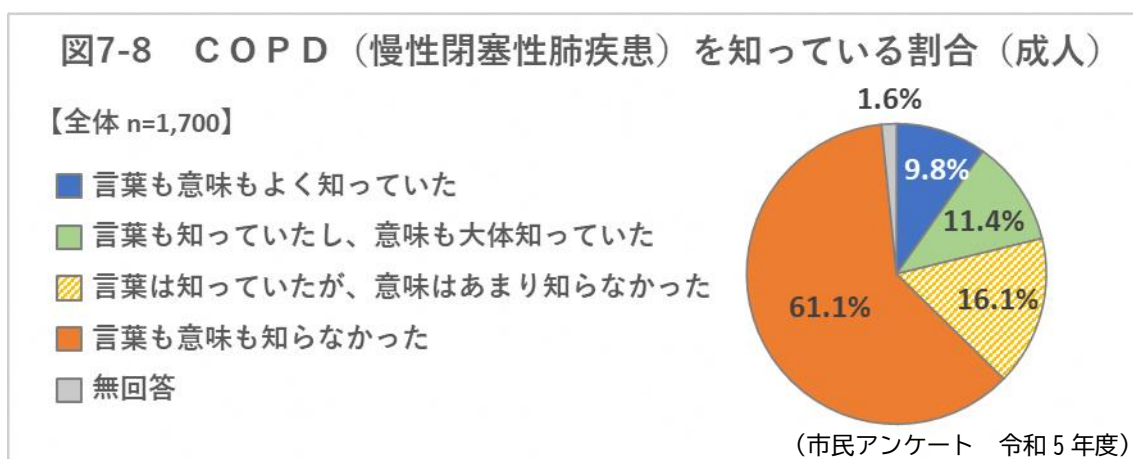 図7-8　ＣＯＰＤ（慢性閉塞性肺疾患）を知っている割合（成人）
【全体 n=1,700】
言葉も意味もよく知っていた
言葉も知っていたし、意味も大体知っていた
言葉は知っていたが、意味はあまり知らなかった
言葉も意味も知らなかった
無回答
1.6%
9.8%
11.4%
16.1%
61.1%
（市民アンケート　令和５年度）